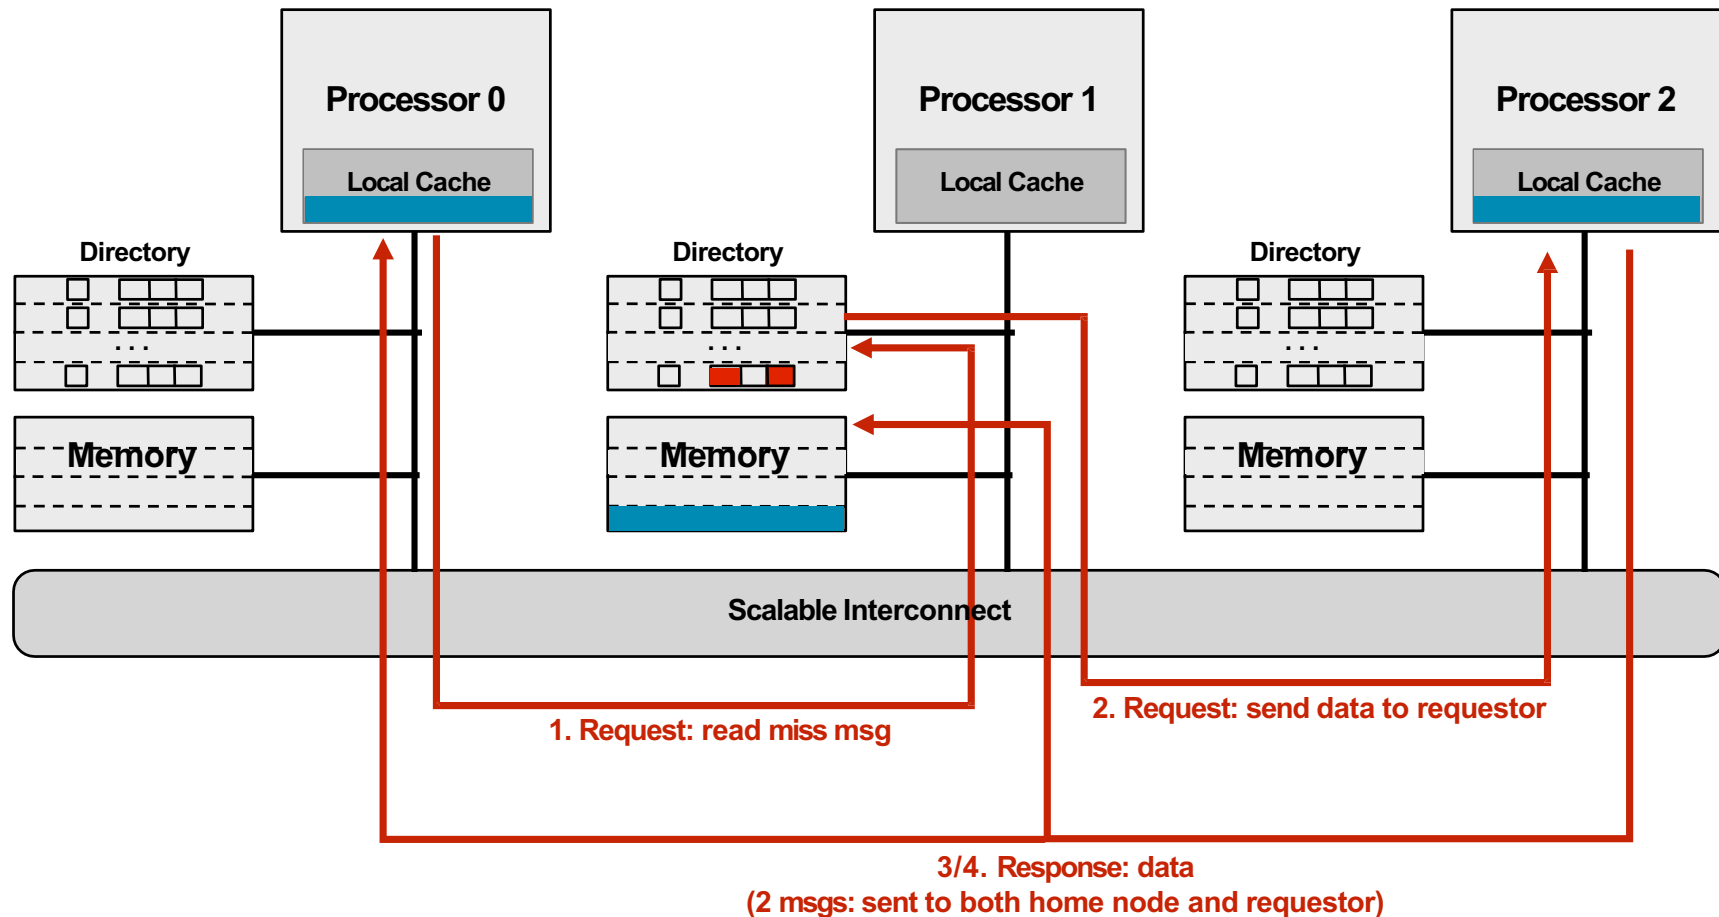 Processor 0
Processor 1
Processor 2
Local Cache
Local Cache
Local Cache
Directory
Directory
Directory
. . .
. . .
. . .
Memory
Memory
Memory
Scalable Interconnect
1. Request: read miss msg
2. Request: send data to requestor
3/4. Response: data
(2 msgs: sent to both home node and requestor)